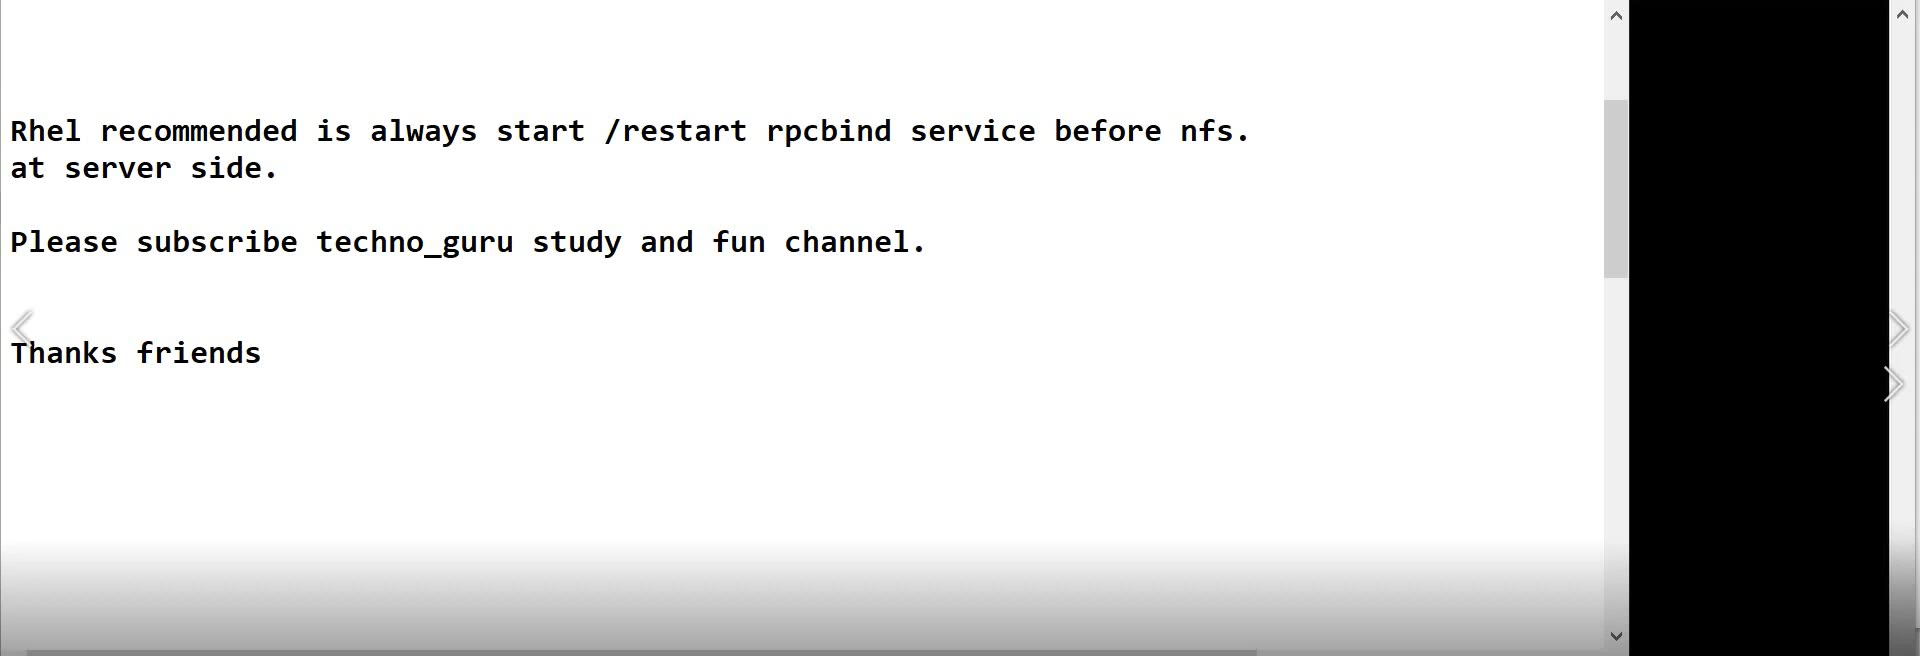 Rhel recommended is always start /restart rpcbind service before nfs.
at server side.
Please subscribe techno_guru study and fun channel.
Thanks friends